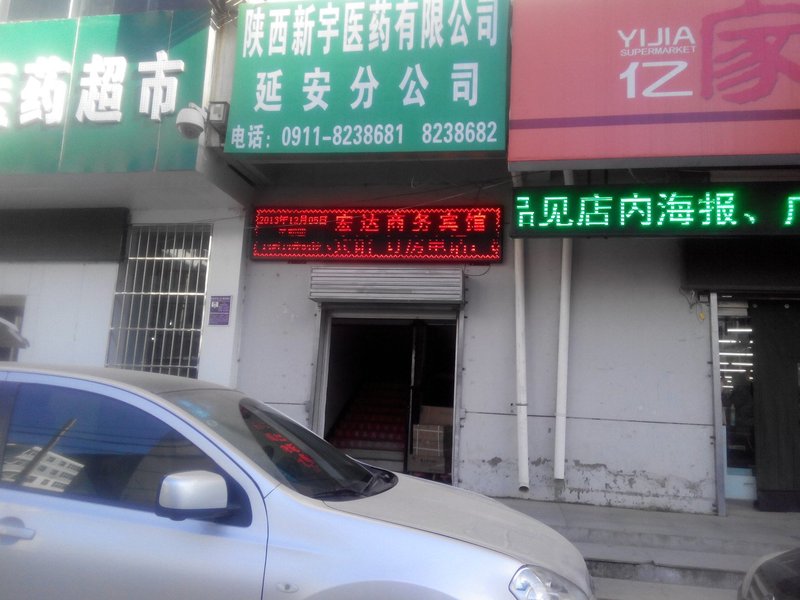 药超市
陕西新宇医药有限公司
延安分公司
电话：0911-8238681 8238682
YIJIA
SUPERMARKET
亿家
2013年12月05日 宏达商务宾馆
品见店内海报、广